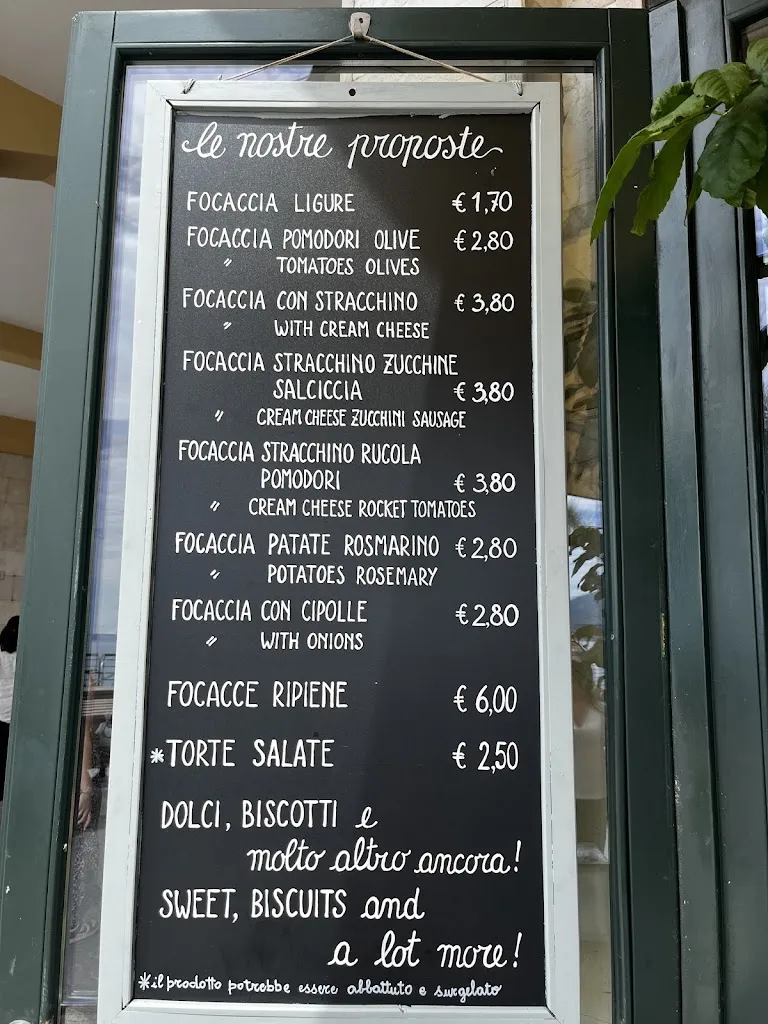 le nostre proposte
FOCACCIA LIGURE € 1,70
FOCACCIA POMODORI OLIVE € 2,80
" TOMATOES OLIVES
FOCACCIA CON STRACCHINO € 3,80
" WITH CREAM CHEESE
FOCACCIA STRACCHINO ZUCCHINE
SALCICCIA € 3,80
" CREAM CHEESE ZUCCHINI SAUSAGE
FOCACCIA STRACCHINO RUCOLA
POMODORI € 3,80
" CREAM CHEESE ROCKET TOMATOES
FOCACCIA PATATE ROSMARINO € 2,80
" POTATOES ROSEMARY
FOCACCIA CON CIPOLLE € 2,80
" WITH ONIONS
FOCACCE RIPIENE € 6,00
*TORTE SALATE € 2,50
DOLCI, BISCOTTI e
molto altro ancora!
SWEET, BISCUITS and
a lot more!
*il prodotto potrebbe essere abbattuto e surgelato